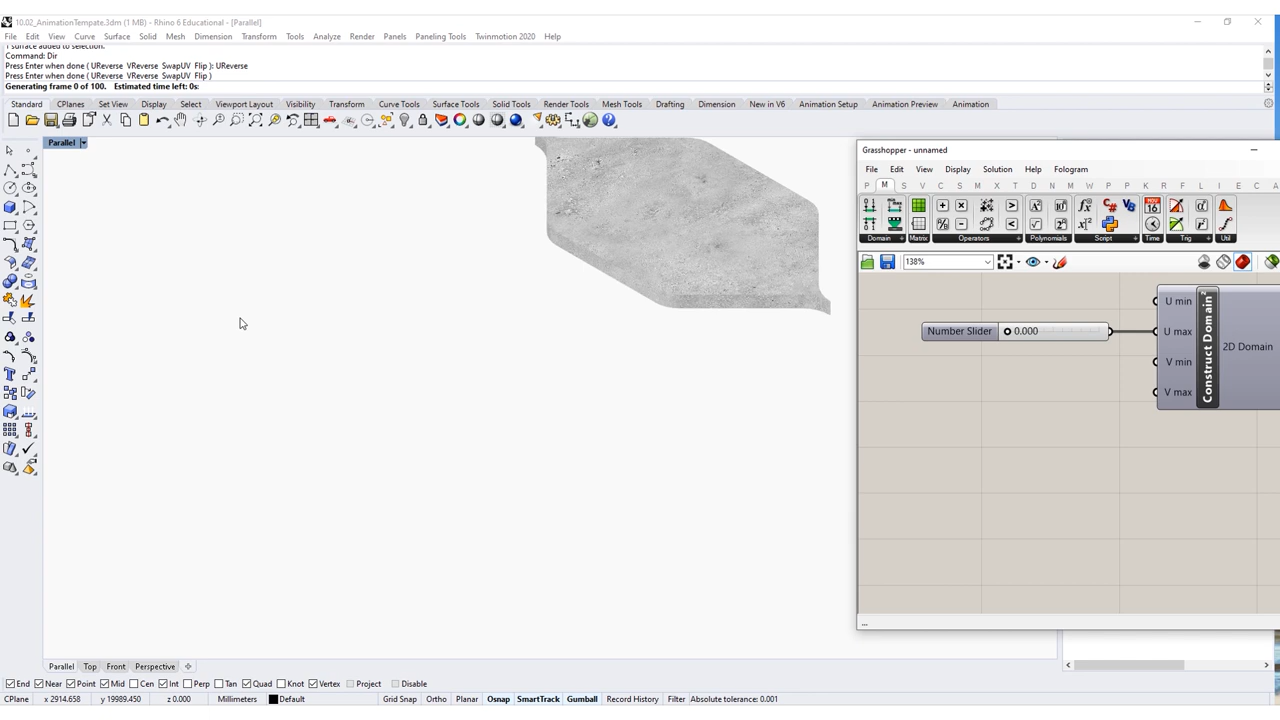 10.02_AnimationTempate.3dm (1 MB) - Rhino 6 Educational - [Parallel]
File Edit View Curve Surface Solid Mesh Dimension Transform Tools Analyze Render Panels Paneling Tools Twinmotion 2020 Help
1 surface added to selection.
Command: Dir
Press Enter when done ( UReverse VReverse SwapUV Flip ): UReverse
Press Enter when done ( UReverse VReverse SwapUV Flip )
Generating frame 0 of 100. Estimated time left: 0s:
Standard CPlanes Set View Display Select Viewport Layout Visibility Transform Curve Tools Surface Tools Solid Tools Render Tools Mesh Tools Drafting Dimension New in V6 Animation Setup Animation Preview Animation
Parallel
Grasshopper - unnamed
File Edit View Display Solution Help Fologram
P M S V C S M I X T D N M L P P K R F L I E C A
Domain Matrix Operators Polynomials Script Time Trig Util
138%
U min
Number Slider 0.000
U max
Construct Domain²
2D Domain
V min
V max
...
Parallel Top Front Perspective
End Near Point Mid Cen Int Perp Tan Quad Knot Vertex Project Disable
CPlane x 2914.658 y 19989.450 z 0.000 Millimeters Default Grid Snap Ortho Planar Osnap SmartTrack Gumball Record History Filter Absolute tolerance: 0.001